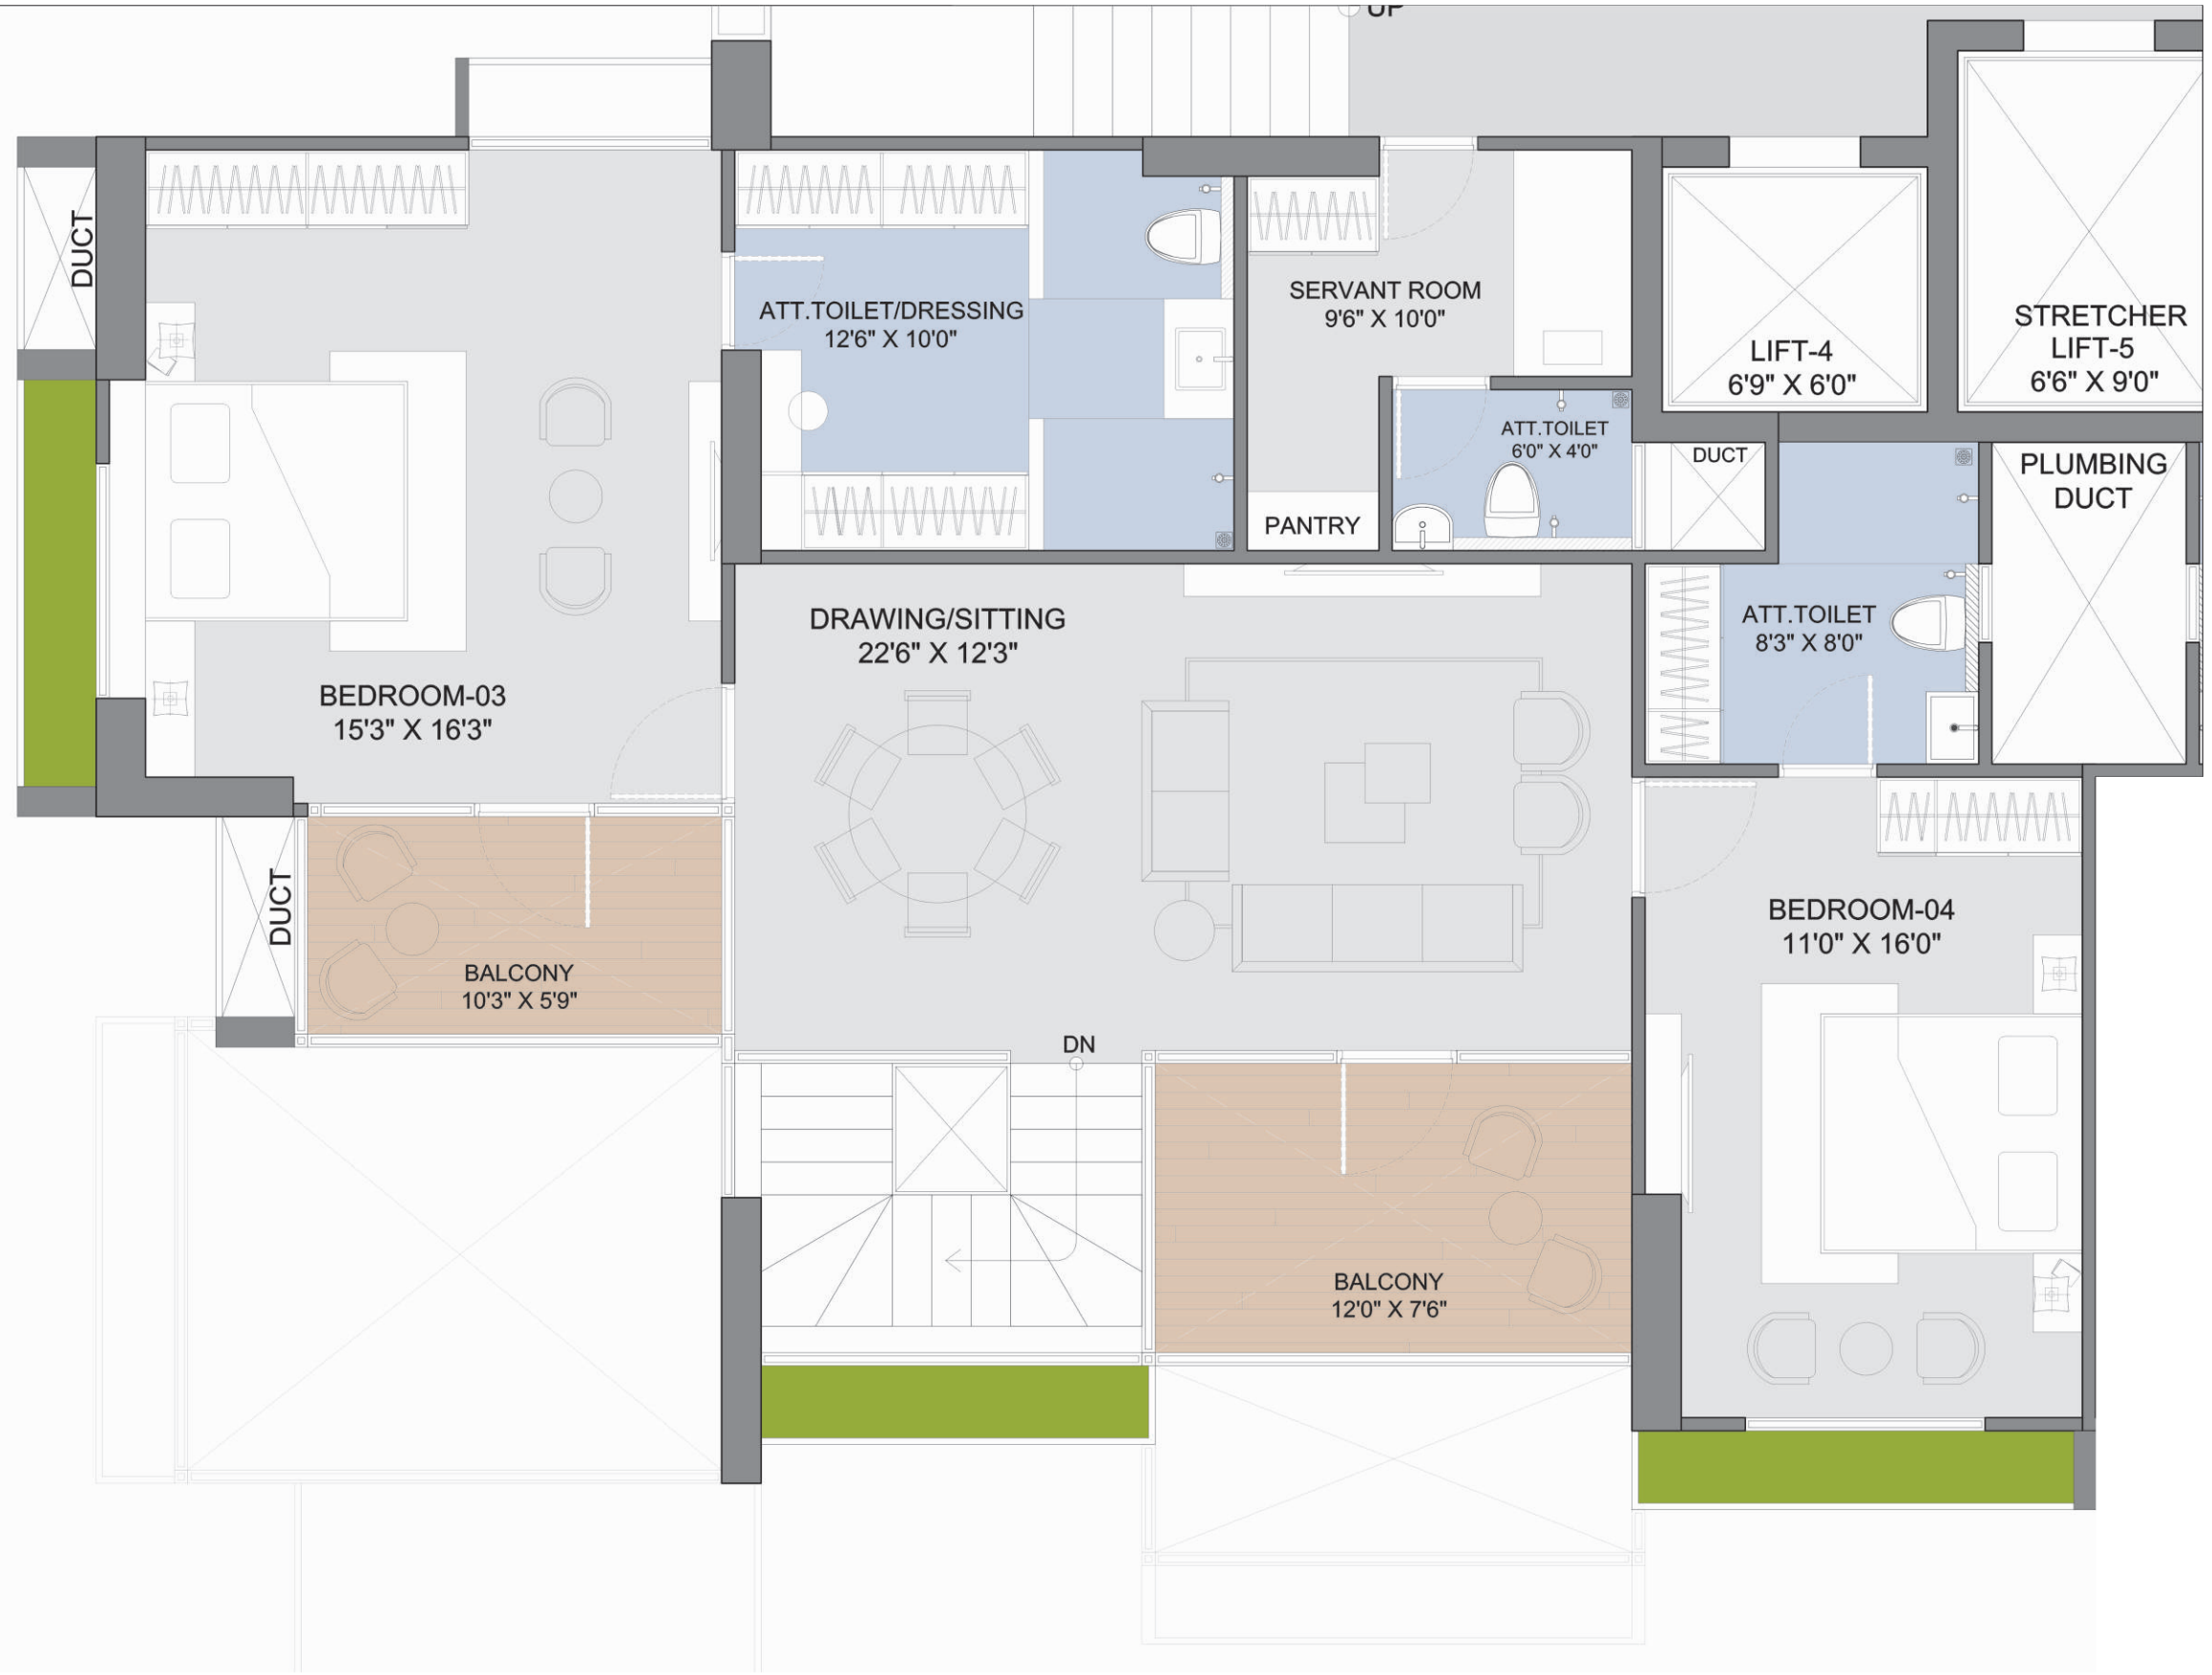 UP
DUCT
ATT.TOILET/DRESSING
12'6" X 10'0"
SERVANT ROOM
9'6" X 10'0"
LIFT-4
6'9" X 6'0"
STRETCHER
LIFT-5
6'6" X 9'0"
ATT.TOILET
6'0" X 4'0"
DUCT
PLUMBING
DUCT
PANTRY
DRAWING/SITTING
22'6" X 12'3"
ATT.TOILET
8'3" X 8'0"
BEDROOM-03
15'3" X 16'3"
DUCT
BALCONY
10'3" X 5'9"
BEDROOM-04
11'0" X 16'0"
DN
BALCONY
12'0" X 7'6"